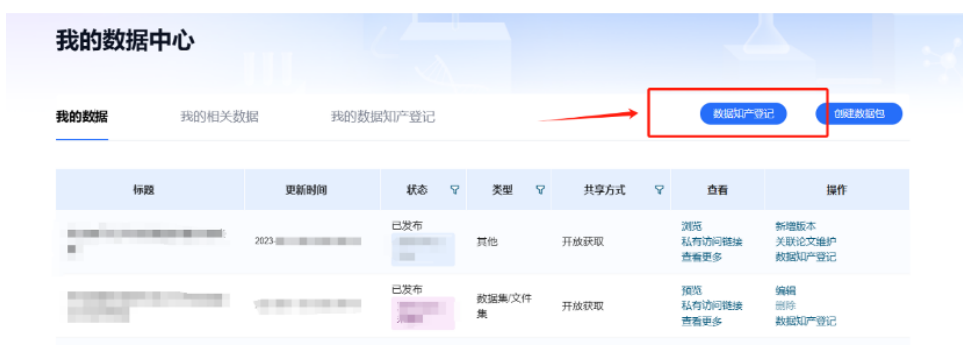 我的数据中心
我的数据 我的相关数据 我的数据知产登记 数据知产登记 创建数据包
标题 更新时间 状态 类型 共享方式 查看 操作
已发布
2023- 其他 开放获取
浏览 新增版本
私有访问链接 关联论文维护
查看更多 数据知产登记
已发布
数据集/文件
集
开放获取
预览 编辑
私有访问链接 删除
查看更多 数据知产登记